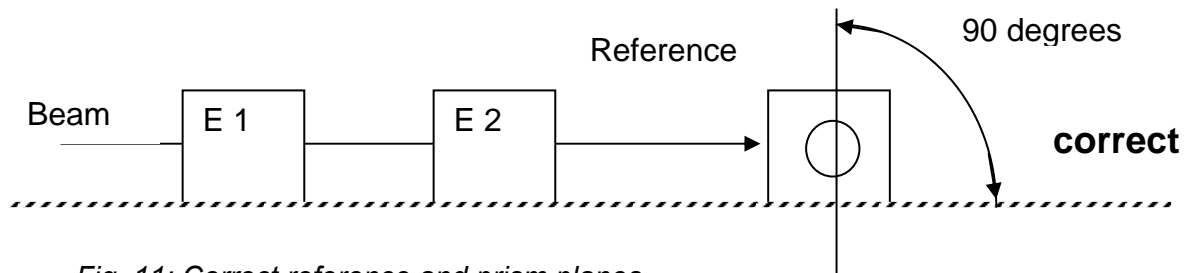 90 degrees
Reference
Beam
E 1
E 2
correct
Fig. 11: Correct reference and prism planes